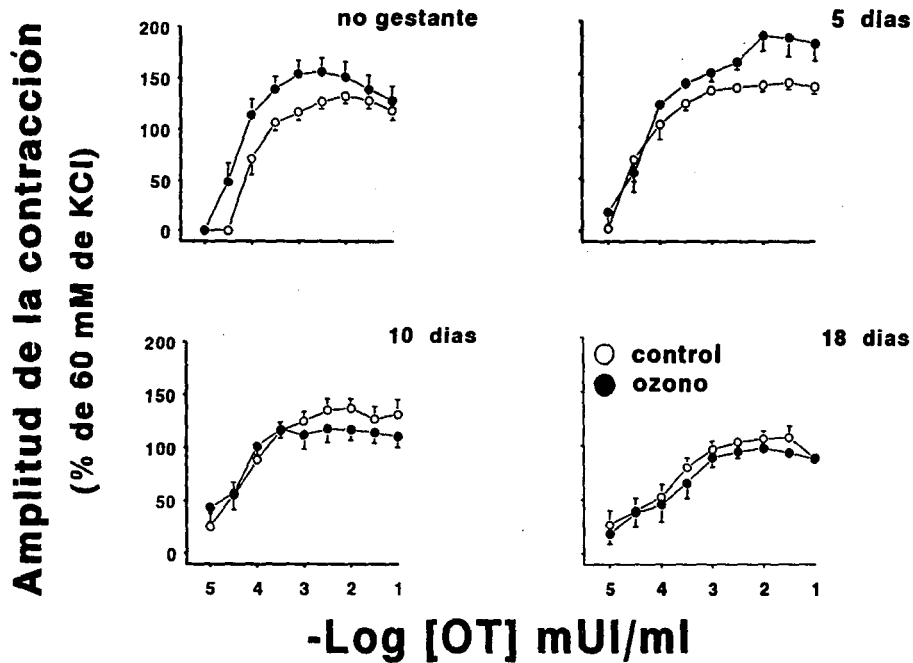 Amplitud de la contracción
(% de 60 mM de KCl)
no gestante
200
150
100
50
0
5 dias
10 dias
200
150
100
50
0
5 4 3 2 1
18 dias
control
ozono
5 4 3 2 1
-Log [OT] mUI/ml